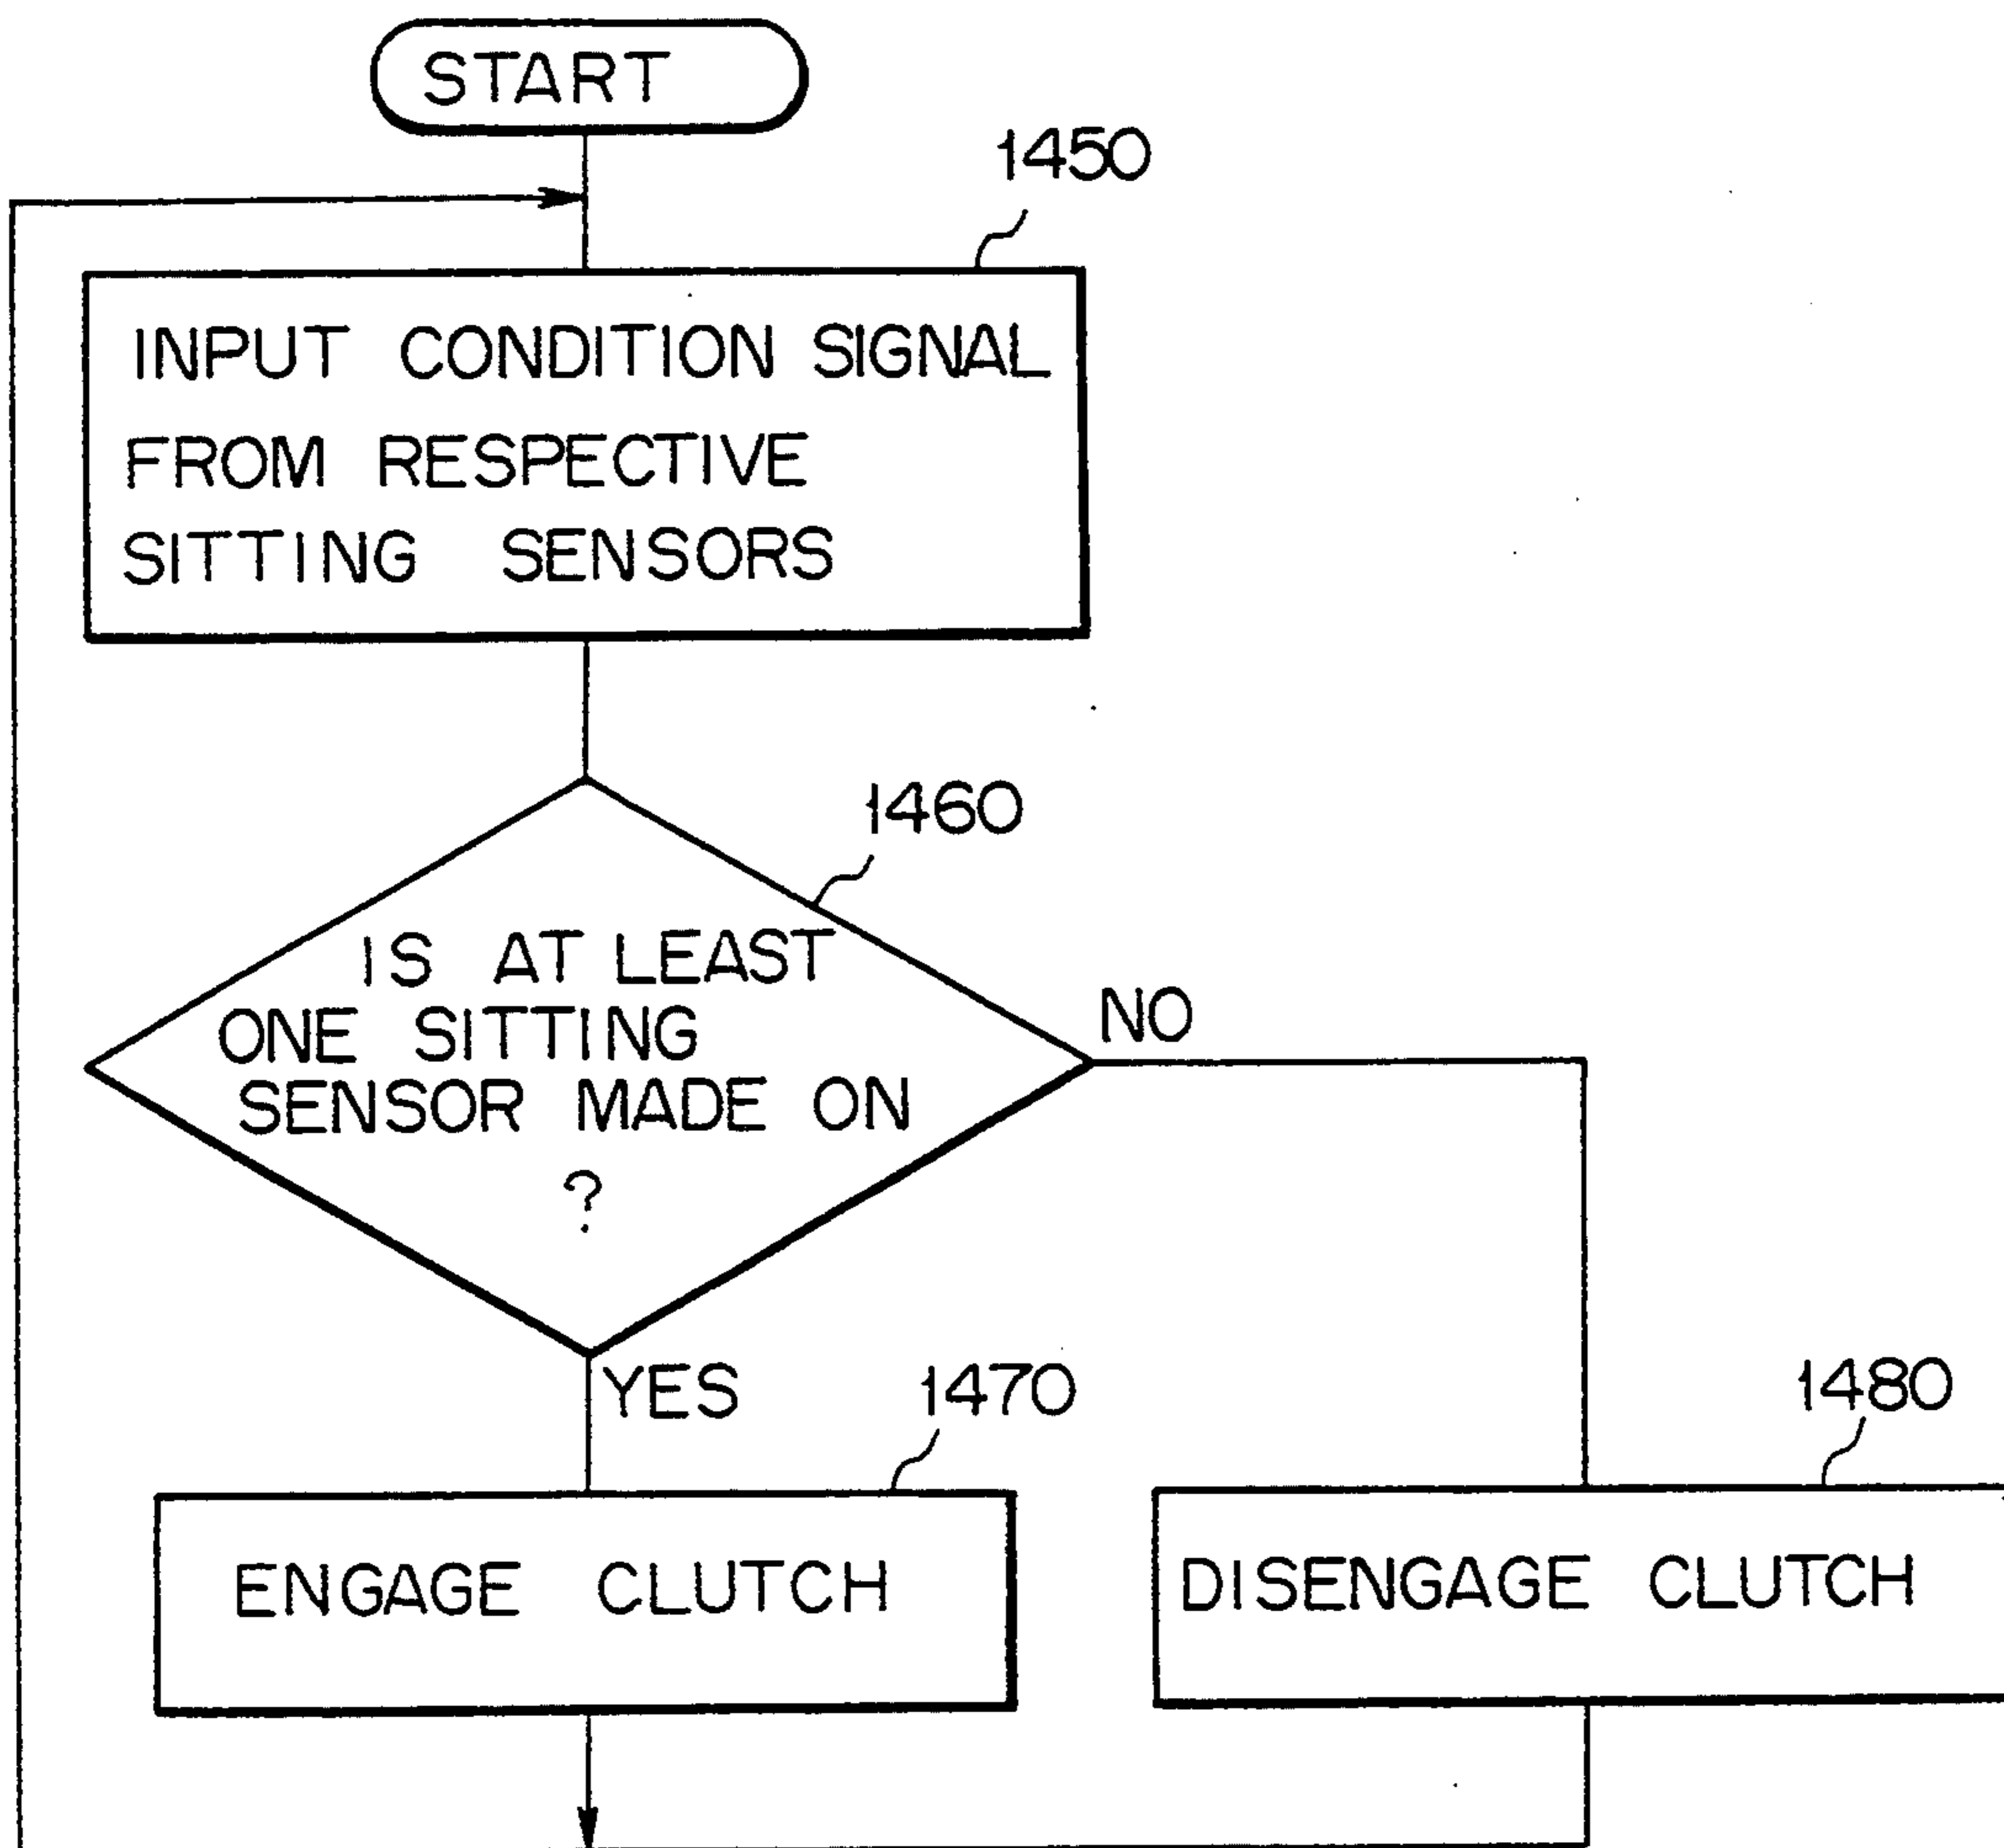 START
1450
INPUT CONDITION SIGNAL
FROM RESPECTIVE
SITTING SENSORS
1460
IS AT LEAST
ONE SITTING
SENSOR MADE ON
?
NO
YES
1470
1480
ENGAGE CLUTCH
DISENGAGE CLUTCH